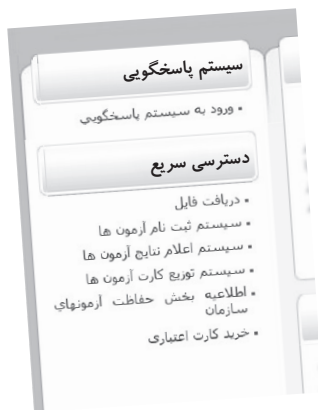 سیستم پاسخگویی
ورود به سیستم پاسخگویی
دسترسی سریع
دریافت فایل
سیستم ثبت نام آزمون ها
سیستم اعلام نتایج آزمون ها
سیستم توزیع کارت آزمون ها
اطلاعیه بخش حفاظت آزمونهای
سازمان
خرید کارت اعتباری